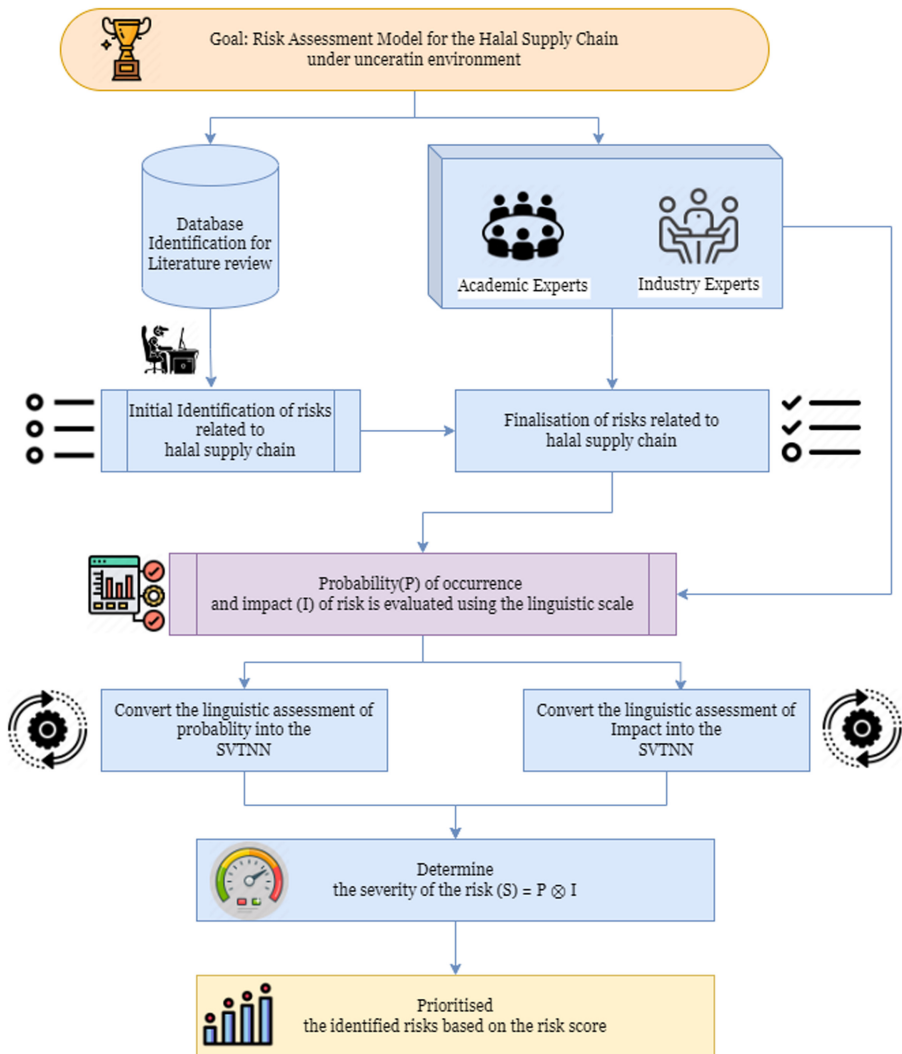 Goal: Risk Assessment Model for the Halal Supply Chain
under unceratin environment
Database
Identification for
Literature review
Academic Experts
Industry Experts
Initial Identification of risks
related to
halal supply chain
Finalisation of risks related to
halal supply chain
Probability(P) of occurrence
and impact (I) of risk is evaluated using the linguistic scale
Convert the linguistic assessment of
probablity into the
SVTNN
Convert the linguistic assessment of
Impact into the
SVTNN
Determine
the severity of the risk (S) = P ⊗ I
Prioritised
the identified risks based on the risk score